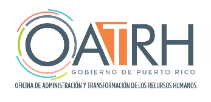 OATRH
GOBIERNO DE PUERTO RICO
OFICINA DE ADMINISTRACIÓN Y TRANSFORMACIÓN DE LOS RECURSOS HUMANOS